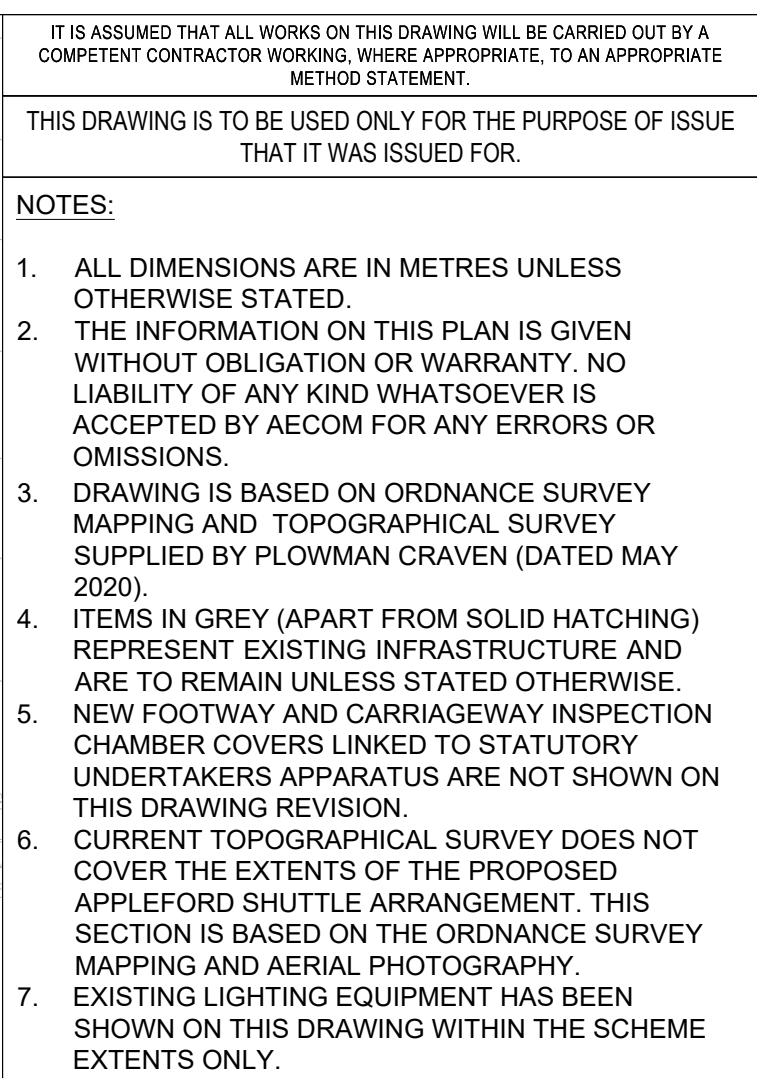 IT IS ASSUMED THAT ALL WORKS ON THIS DRAWING WILL BE CARRIED OUT BY A
COMPETENT CONTRACTOR WORKING, WHERE APPROPRIATE, TO AN APPROPRIATE
METHOD STATEMENT.
THIS DRAWING IS TO BE USED ONLY FOR THE PURPOSE OF ISSUE
THAT IT WAS ISSUED FOR.
NOTES:
1. ALL DIMENSIONS ARE IN METRES UNLESS
OTHERWISE STATED.
2. THE INFORMATION ON THIS PLAN IS GIVEN
WITHOUT OBLIGATION OR WARRANTY. NO
LIABILITY OF ANY KIND WHATSOEVER IS
ACCEPTED BY AECOM FOR ANY ERRORS OR
OMISSIONS.
3. DRAWING IS BASED ON ORDNANCE SURVEY
MAPPING AND TOPOGRAPHICAL SURVEY
SUPPLIED BY PLOWMAN CRAVEN (DATED MAY
2020).
4. ITEMS IN GREY (APART FROM SOLID HATCHING)
REPRESENT EXISTING INFRASTRUCTURE AND
ARE TO REMAIN UNLESS STATED OTHERWISE.
5. NEW FOOTWAY AND CARRIAGEWAY INSPECTION
CHAMBER COVERS LINKED TO STATUTORY
UNDERTAKERS APPARATUS ARE NOT SHOWN ON
THIS DRAWING REVISION.
6. CURRENT TOPOGRAPHICAL SURVEY DOES NOT
COVER THE EXTENTS OF THE PROPOSED
APPLEFORD SHUTTLE ARRANGEMENT. THIS
SECTION IS BASED ON THE ORDNANCE SURVEY
MAPPING AND AERIAL PHOTOGRAPHY.
7. EXISTING LIGHTING EQUIPMENT HAS BEEN
SHOWN ON THIS DRAWING WITHIN THE SCHEME
EXTENTS ONLY.